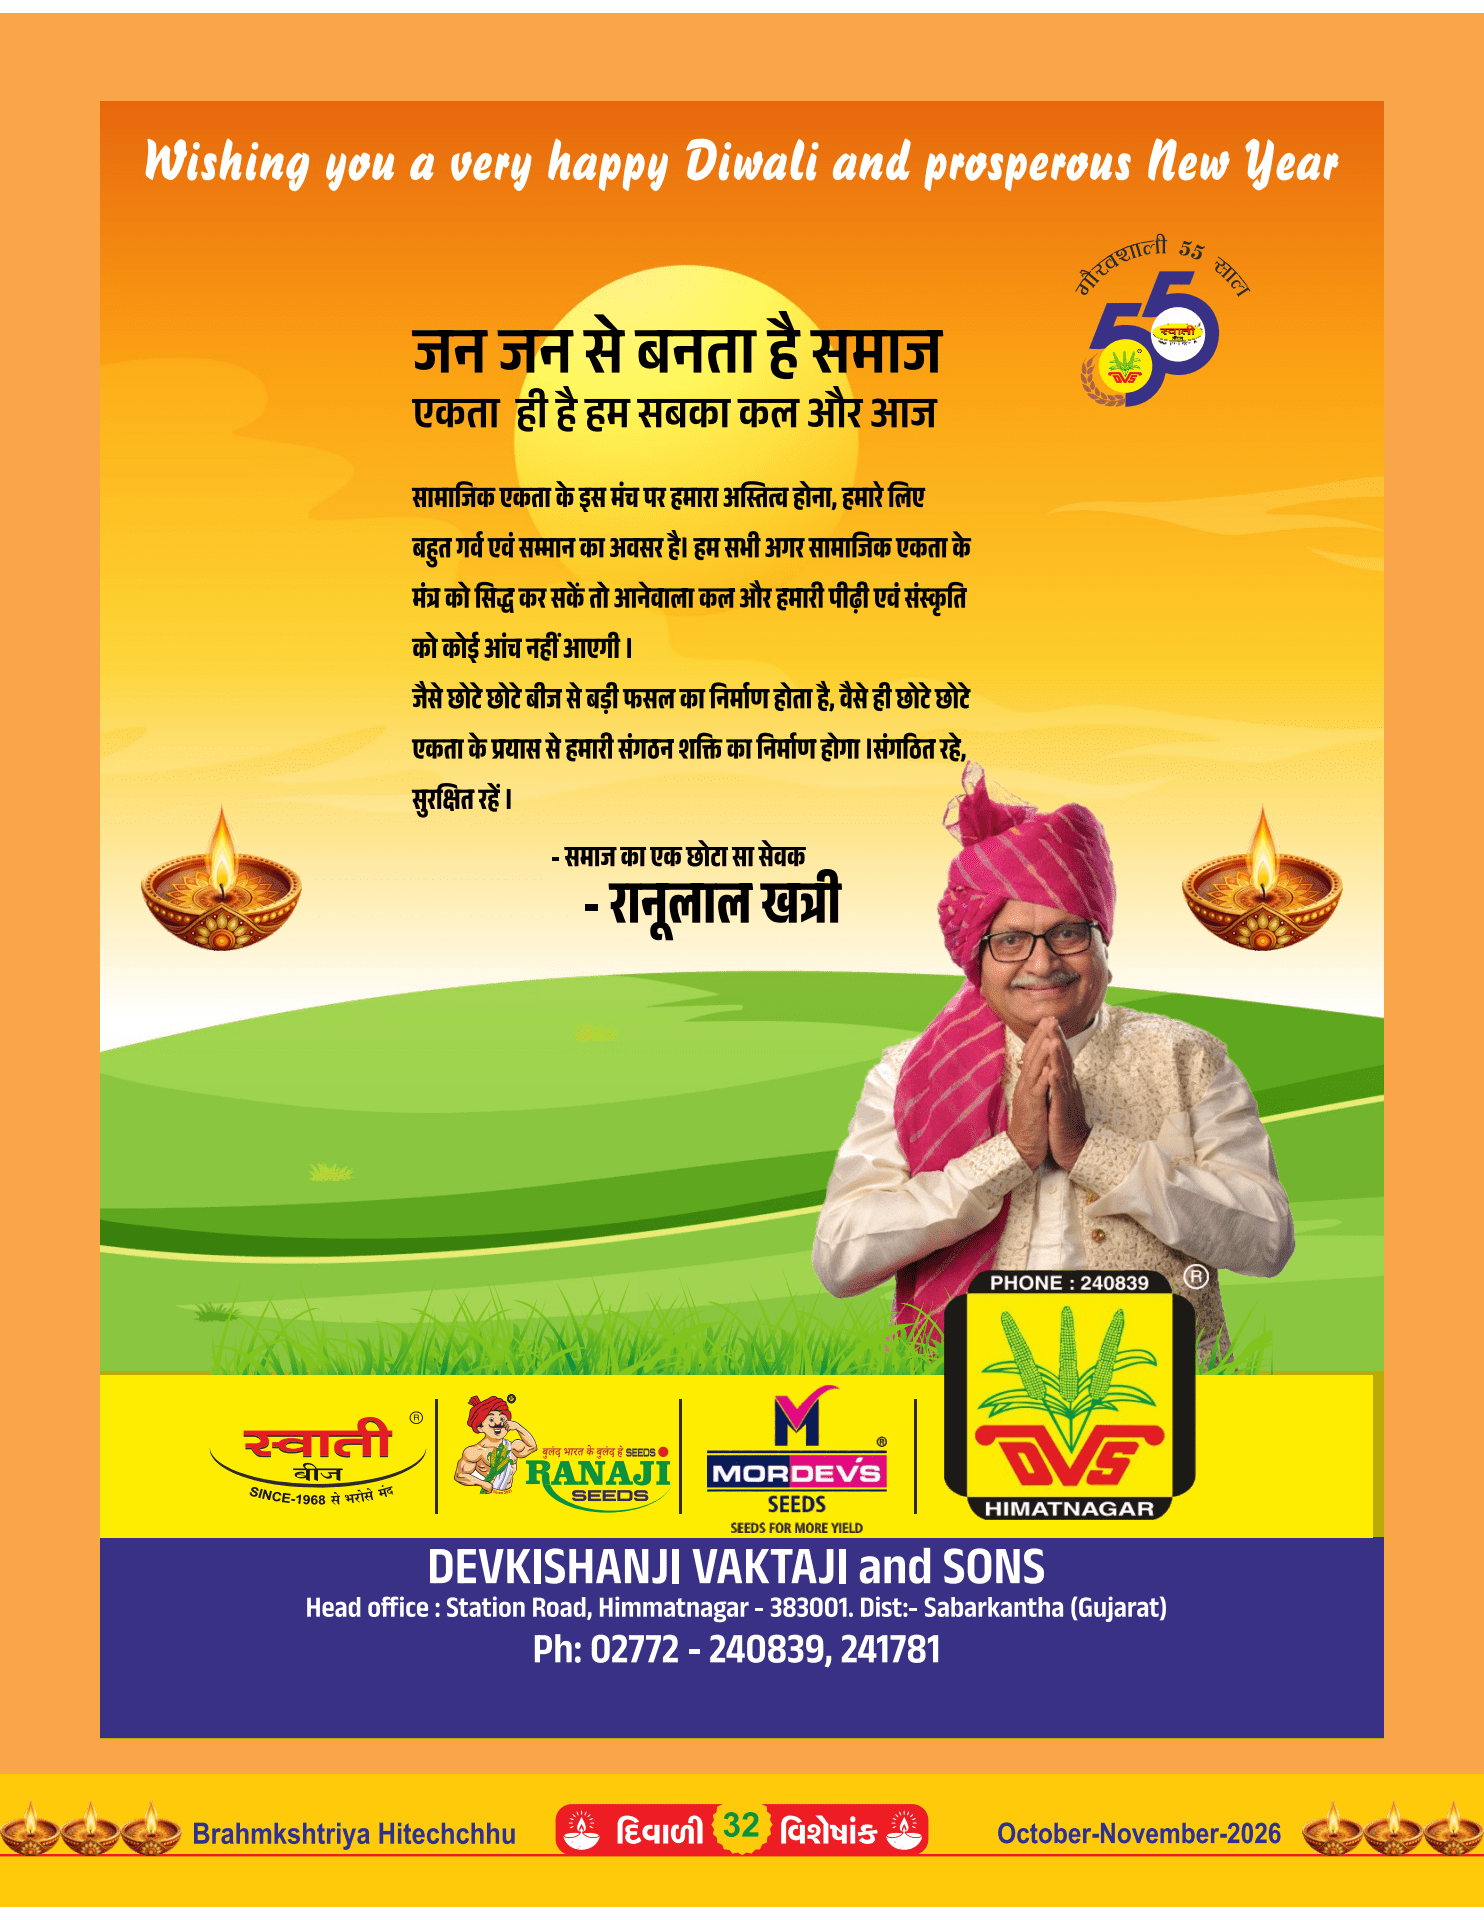 Wishing you a very happy Diwali and prosperous New Year
गौरवशाली 55 साल
55
स्वाती
बीज
DVS
जन जन से बनता है समाज
एकता ही है हम सबका कल और आज
सामाजिक एकता के इस मंच पर हमारा अस्तित्व होना, हमारे लिए
बहुत गर्व एवं सम्मान का अवसर है। हम सभी अगर सामाजिक एकता के
मंत्र को सिद्ध कर सकें तो आनेवाला कल और हमारी पीढ़ी एवं संस्कृति
को कोई आंच नहीं आएगी ।
जैसे छोटे छोटे बीज से बड़ी फसल का निर्माण होता है, वैसे ही छोटे छोटे
एकता के प्रयास से हमारी संगठन शक्ति का निर्माण होगा ।संगठित रहे,
सुरक्षित रहें ।
- समाज का एक छोटा सा सेवक
- रानूलाल खत्री
PHONE : 240839 ®
DVS
HIMATNAGAR
स्वाती ®
बीज
SINCE-1968 से भरोसे मंद
बुलंद भारत के बुलंद है SEEDS
RANAJI
SEEDS
M ®
MORDEV'S
SEEDS
SEEDS FOR MORE YIELD
DEVKISHANJI VAKTAJI and SONS
Head office : Station Road, Himmatnagar - 383001. Dist:- Sabarkantha (Gujarat)
Ph: 02772 - 240839, 241781
Brahmkshtriya Hitechchhu દિવાળી 32 વિશેષાંક October-November-2026